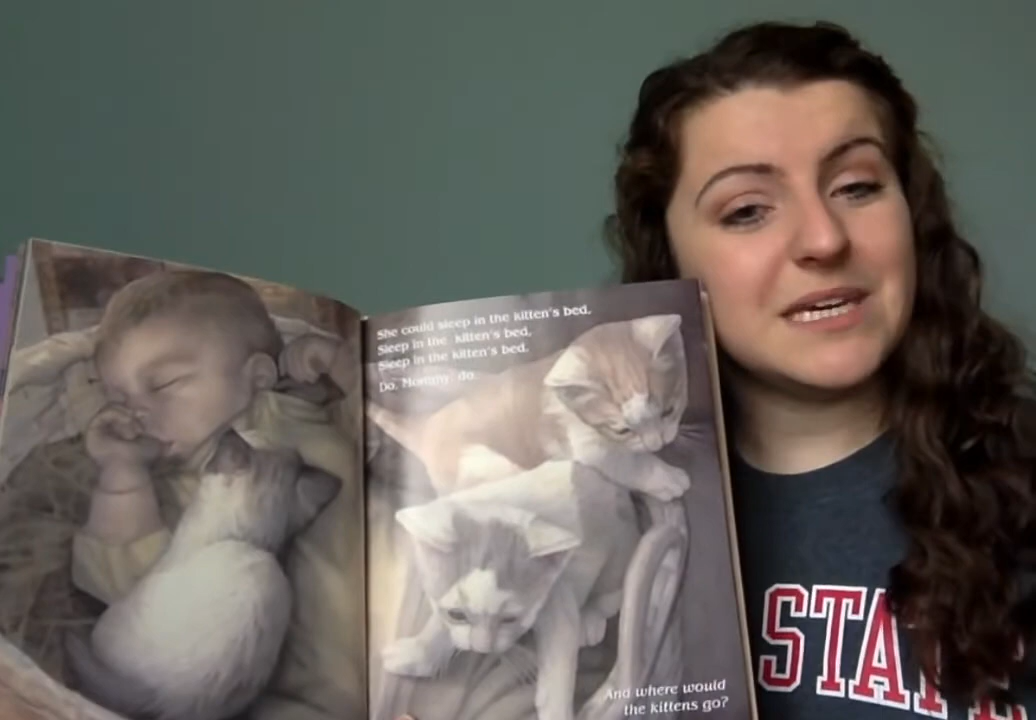 She could sleep in the kitten's bed,
Sleep in the kitten's bed,
Sleep in the kitten's bed.
Do, Mommy, do.
And where would
the kittens go?
STATE